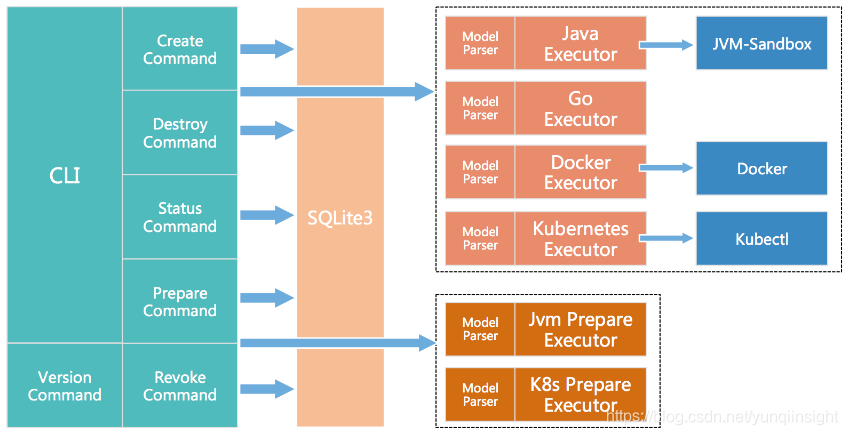 CLI
Version
Command
Create
Command
Destroy
Command
Status
Command
Prepare
Command
Revoke
Command
SQLite3
Model
Parser
Java
Executor
JVM-Sandbox
Model
Parser
Go
Executor
Model
Parser
Docker
Executor
Docker
Model
Parser
Kubernetes
Executor
Kubectl
Model
Parser
Jvm Prepare
Executor
Model
Parser
K8s Prepare
Executor
https://blog.csdn.net/yunqiinsight